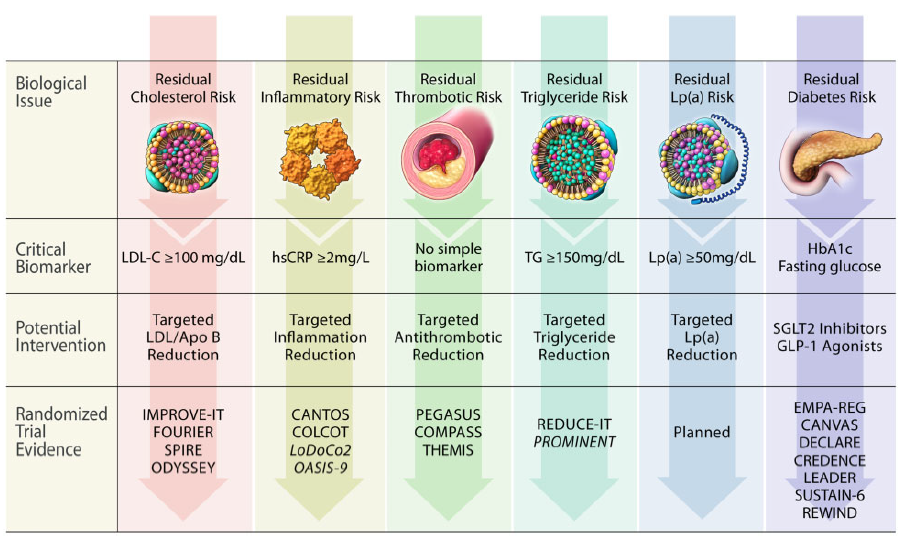 Biological
Issue
Residual
Cholesterol Risk
Residual
Inflammatory Risk
Residual
Thrombotic Risk
Residual
Triglyceride Risk
Residual
Lp(a) Risk
Residual
Diabetes Risk
Critical
Biomarker
LDL-C ≥100 mg/dL
hsCRP ≥2mg/L
No simple
biomarker
TG ≥150mg/dL
Lp(a) ≥50mg/dL
HbA1c
Fasting glucose
Potential
Intervention
Targeted
LDL/Apo B
Reduction
Targeted
Inflammation
Reduction
Targeted
Antithrombotic
Reduction
Targeted
Triglyceride
Reduction
Targeted
Lp(a)
Reduction
SGLT2 Inhibitors
GLP-1 Agonists
Randomized
Trial
Evidence
IMPROVE-IT
FOURIER
SPIRE
ODYSSEY
CANTOS
COLCOT
LoDoCo2
OASIS-9
PEGASUS
COMPASS
THEMIS
REDUCE-IT
PROMINENT
Planned
EMPA-REG
CANVAS
DECLARE
CREDENCE
LEADER
SUSTAIN-6
REWIND